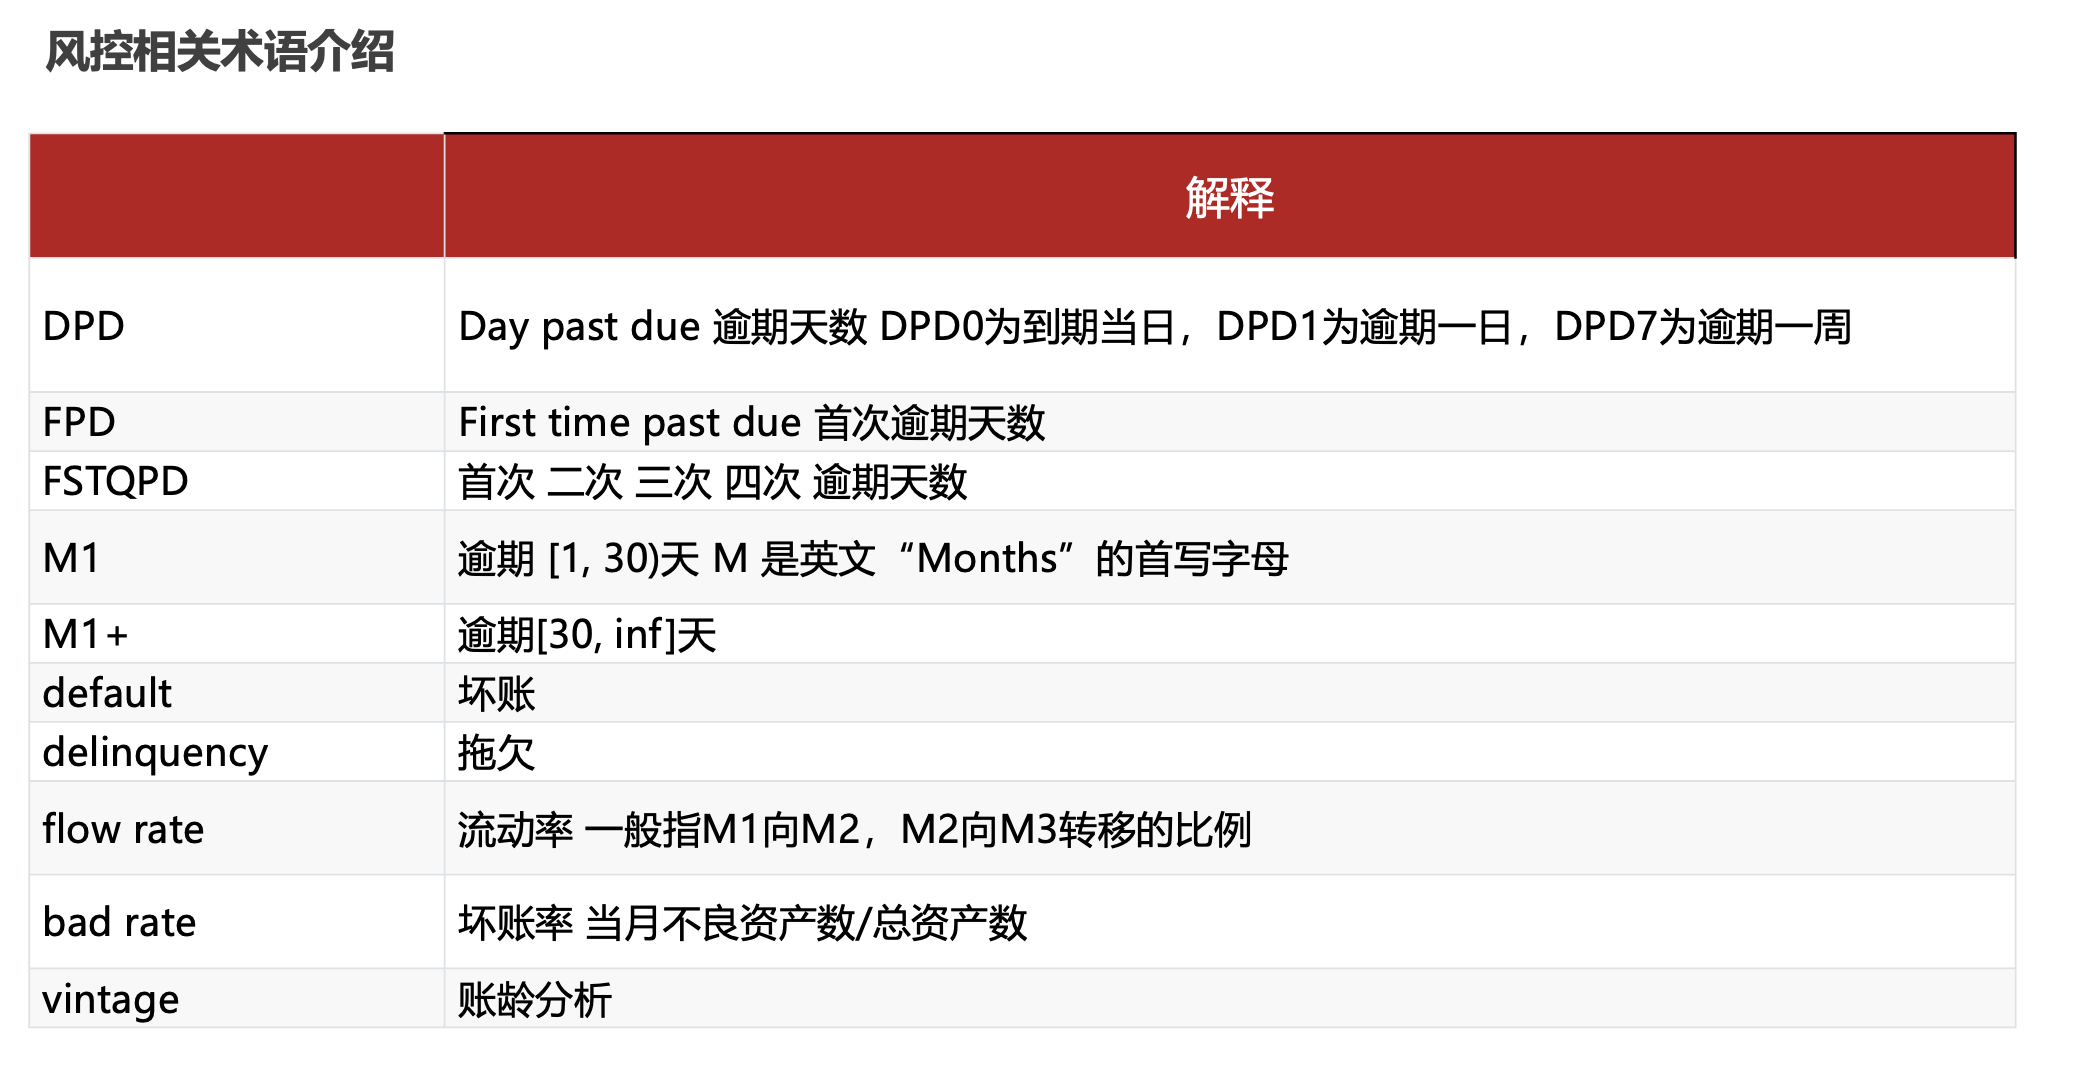 风控相关术语介绍
解释
DPD
Day past due 逾期天数 DPD0为到期当日，DPD1为逾期一日，DPD7为逾期一周
FPD
First time past due 首次逾期天数
FSTQPD
首次 二次 三次 四次 逾期天数
M1
逾期 [1, 30)天 M 是英文“Months”的首写字母
M1+
逾期[30, inf]天
default
坏账
delinquency
拖欠
flow rate
流动率 一般指M1向M2，M2向M3转移的比例
bad rate
坏账率 当月不良资产数/总资产数
vintage
账龄分析